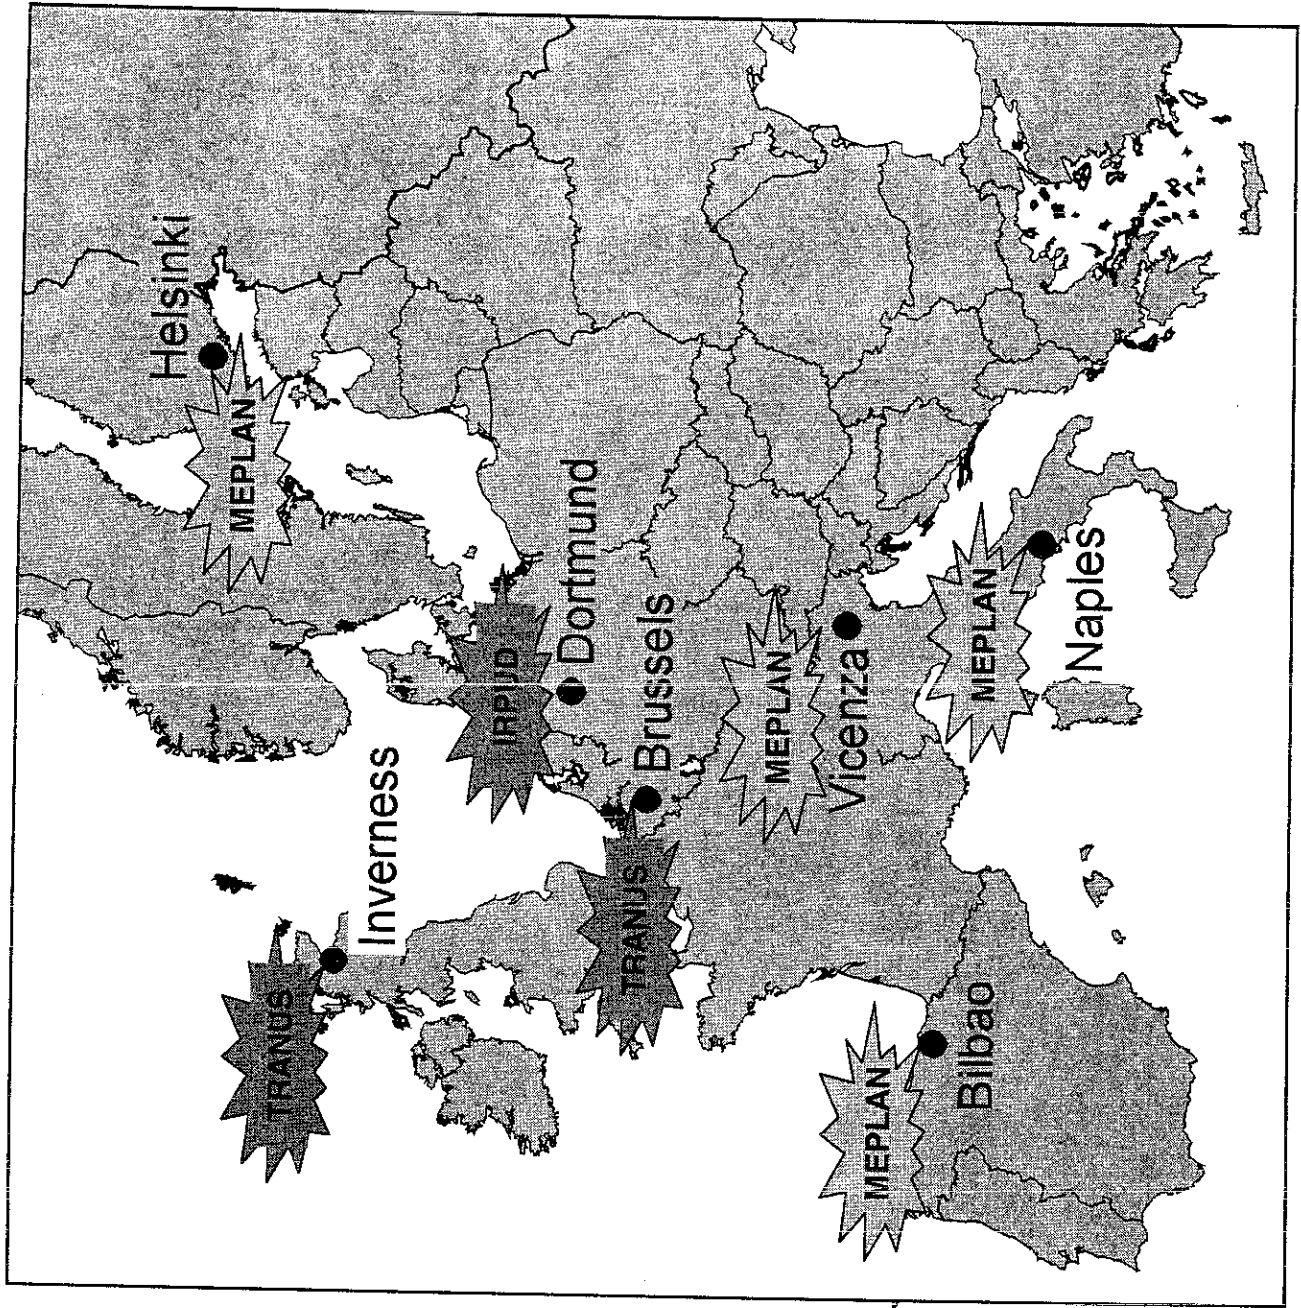 Helsinki
MEPLAN
TRANUS
Inverness
IRPUD
Dortmund
TRANUS
Brussels
MEPLAN
Vicenza
MEPLAN
Bilbao
MEPLAN
Naples